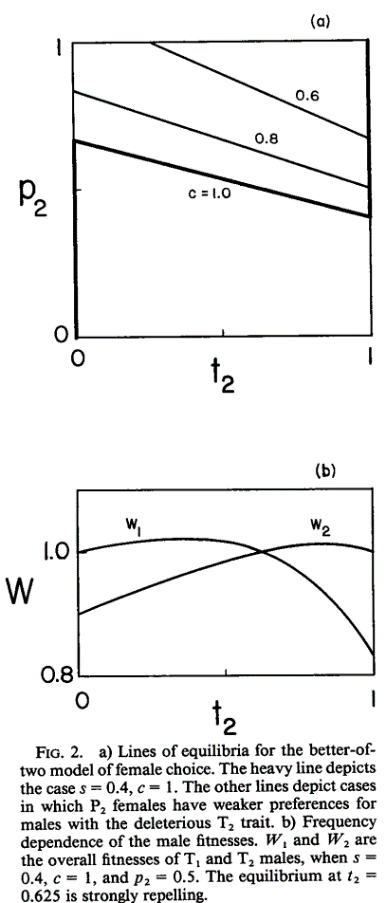 (a)
1
0.6
0.8
c = 1.0
p2
0
0
1
t2
(b)
W1
W2
1.0
W
0.8
0
1
t2
FIG. 2. a) Lines of equilibria for the better-of-
two model of female choice. The heavy line depicts
the case s = 0.4, c = 1. The other lines depict cases
in which P2 females have weaker preferences for
males with the deleterious T2 trait. b) Frequency
dependence of the male fitnesses. W1 and W2 are
the overall fitnesses of T1 and T2 males, when s =
0.4, c = 1, and p2 = 0.5. The equilibrium at t2 =
0.625 is strongly repelling.